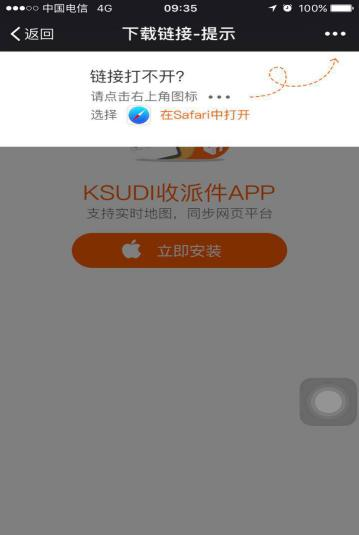 中国电信 4G 09:35 100%
返回 下载链接-提示
链接打不开?
请点击右上角图标 •••
选择 在Safari中打开
KSUDI收派件APP
支持实时地图，同步网页平台
立即安装